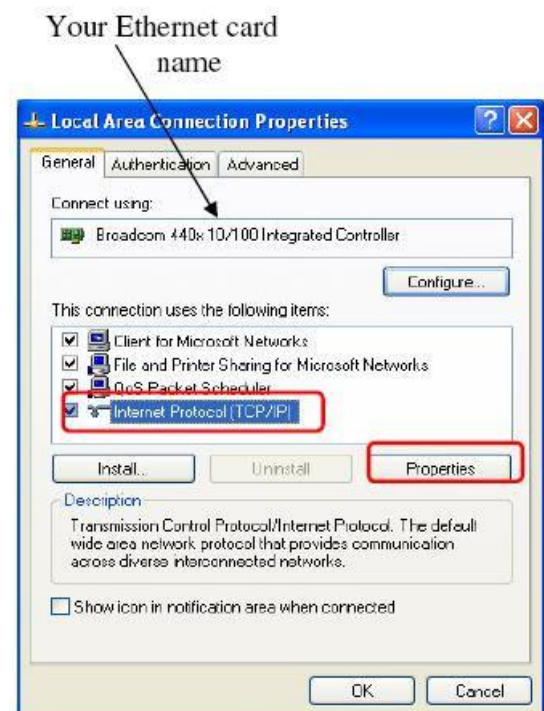 Your Ethernet card
name
Local Area Connection Properties
General Authentication Advanced
Connect using:
Broadcom 440x 10/100 Integrated Controller
Configure...
This connection uses the following items:
Client for Microsoft Networks
File and Printer Sharing for Microsoft Networks
QoS Packet Scheduler
Internet Protocol (TCP/IP)
Install... Uninstall Properties
Description
Transmission Control Protocol/Internet Protocol. The default
wide area network protocol that provides communication
across diverse interconnected networks.
Show icon in notification area when connected
OK Cancel